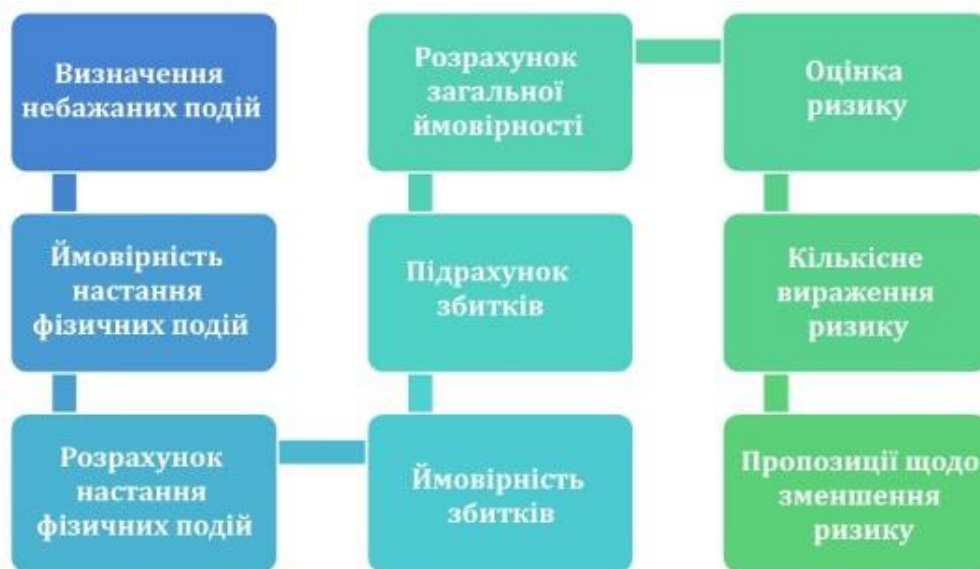 Визначення
небажаних подій
Ймовірність
настання
фізичних подій
Розрахунок
настання
фізичних подій
Ймовірність
збитків
Підрахунок
збитків
Розрахунок
загальної
ймовірності
Оцінка
ризику
Кількісне
вираження
ризику
Пропозиції щодо
зменшення
ризику